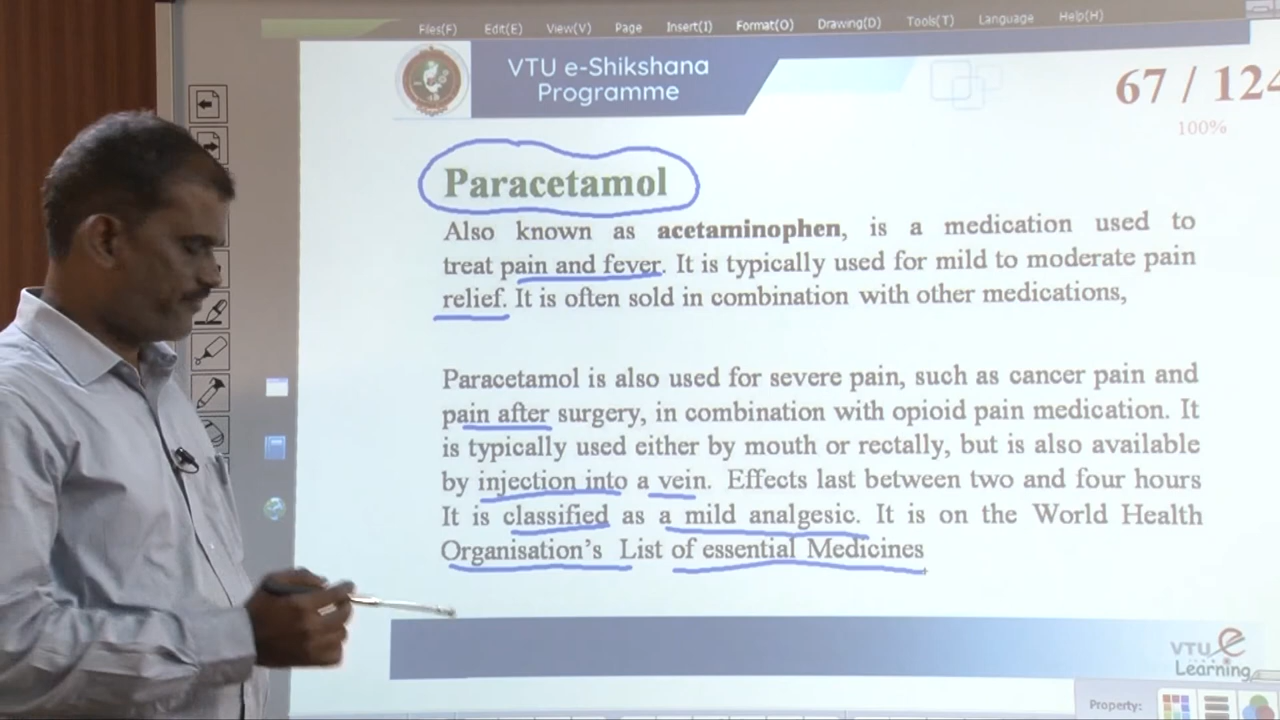 Files(F) Edit(E) View(V) Page Insert(I) Format(O) Drawing(D) Tools(T) Language Help(H)
VTU e-Shikshana
Programme
67 / 124
100%
Paracetamol
Also known as acetaminophen, is a medication used to
treat pain and fever. It is typically used for mild to moderate pain
relief. It is often sold in combination with other medications,
Paracetamol is also used for severe pain, such as cancer pain and
pain after surgery, in combination with opioid pain medication. It
is typically used either by mouth or rectally, but is also available
by injection into a vein. Effects last between two and four hours
It is classified as a mild analgesic. It is on the World Health
Organisation's List of essential Medicines
VTU e
Learning
Property: